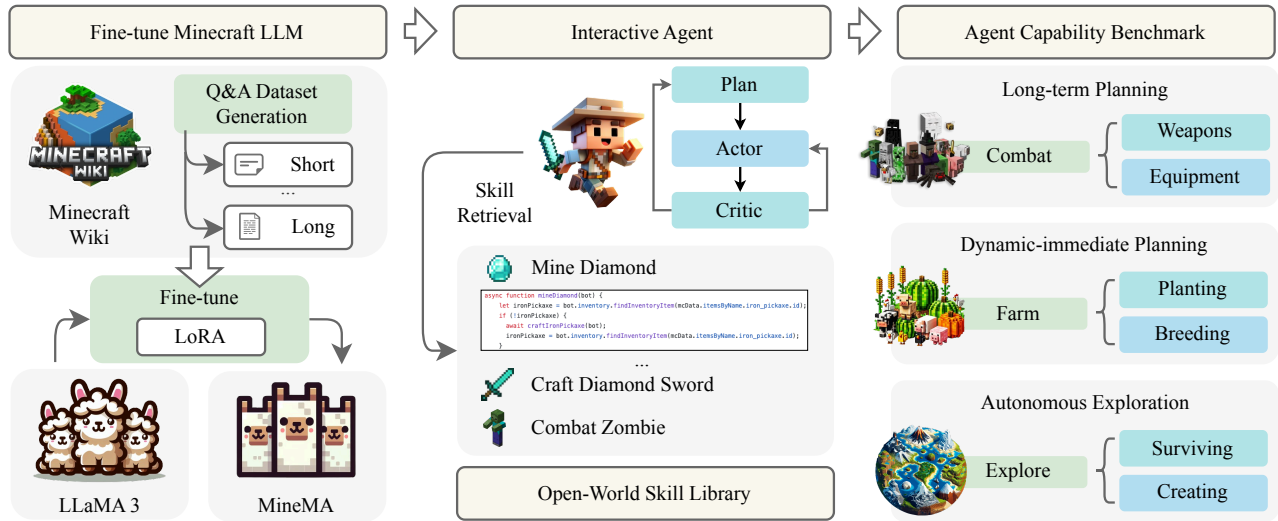 Fine-tune Minecraft LLM
Interactive Agent
Agent Capability Benchmark
MINECRAFT
WIKI
Minecraft
Wiki
Q&A Dataset
Generation
Short
...
Long
Fine-tune
LoRA
LLaMA 3
MineMA
Plan
Actor
Critic
Skill
Retrieval
Mine Diamond
async function mineDiamond(bot) {
let ironPickaxe = bot.inventory.findInventoryItem(mcData.itemsByName.iron_pickaxe.id);
if (!ironPickaxe) {
await craftIronPickaxe(bot);
ironPickaxe = bot.inventory.findInventoryItem(mcData.itemsByName.iron_pickaxe.id);
}
...
Craft Diamond Sword
Combat Zombie
Open-World Skill Library
Long-term Planning
Combat
Weapons
Equipment
Dynamic-immediate Planning
Farm
Planting
Breeding
Autonomous Exploration
Explore
Surviving
Creating